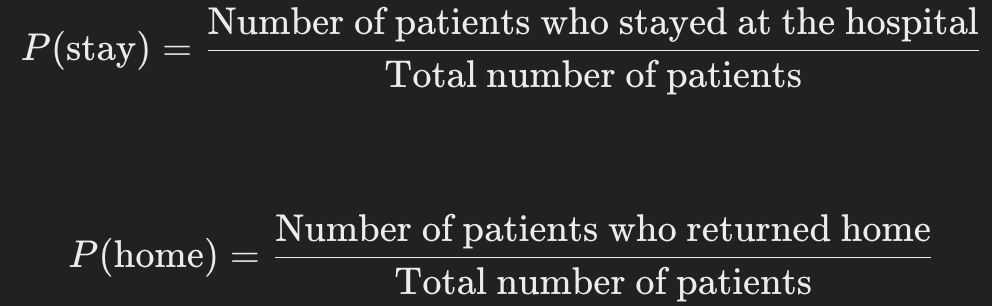 P(stay) = Number of patients who stayed at the hospital / Total number of patients
P(home) = Number of patients who returned home / Total number of patients